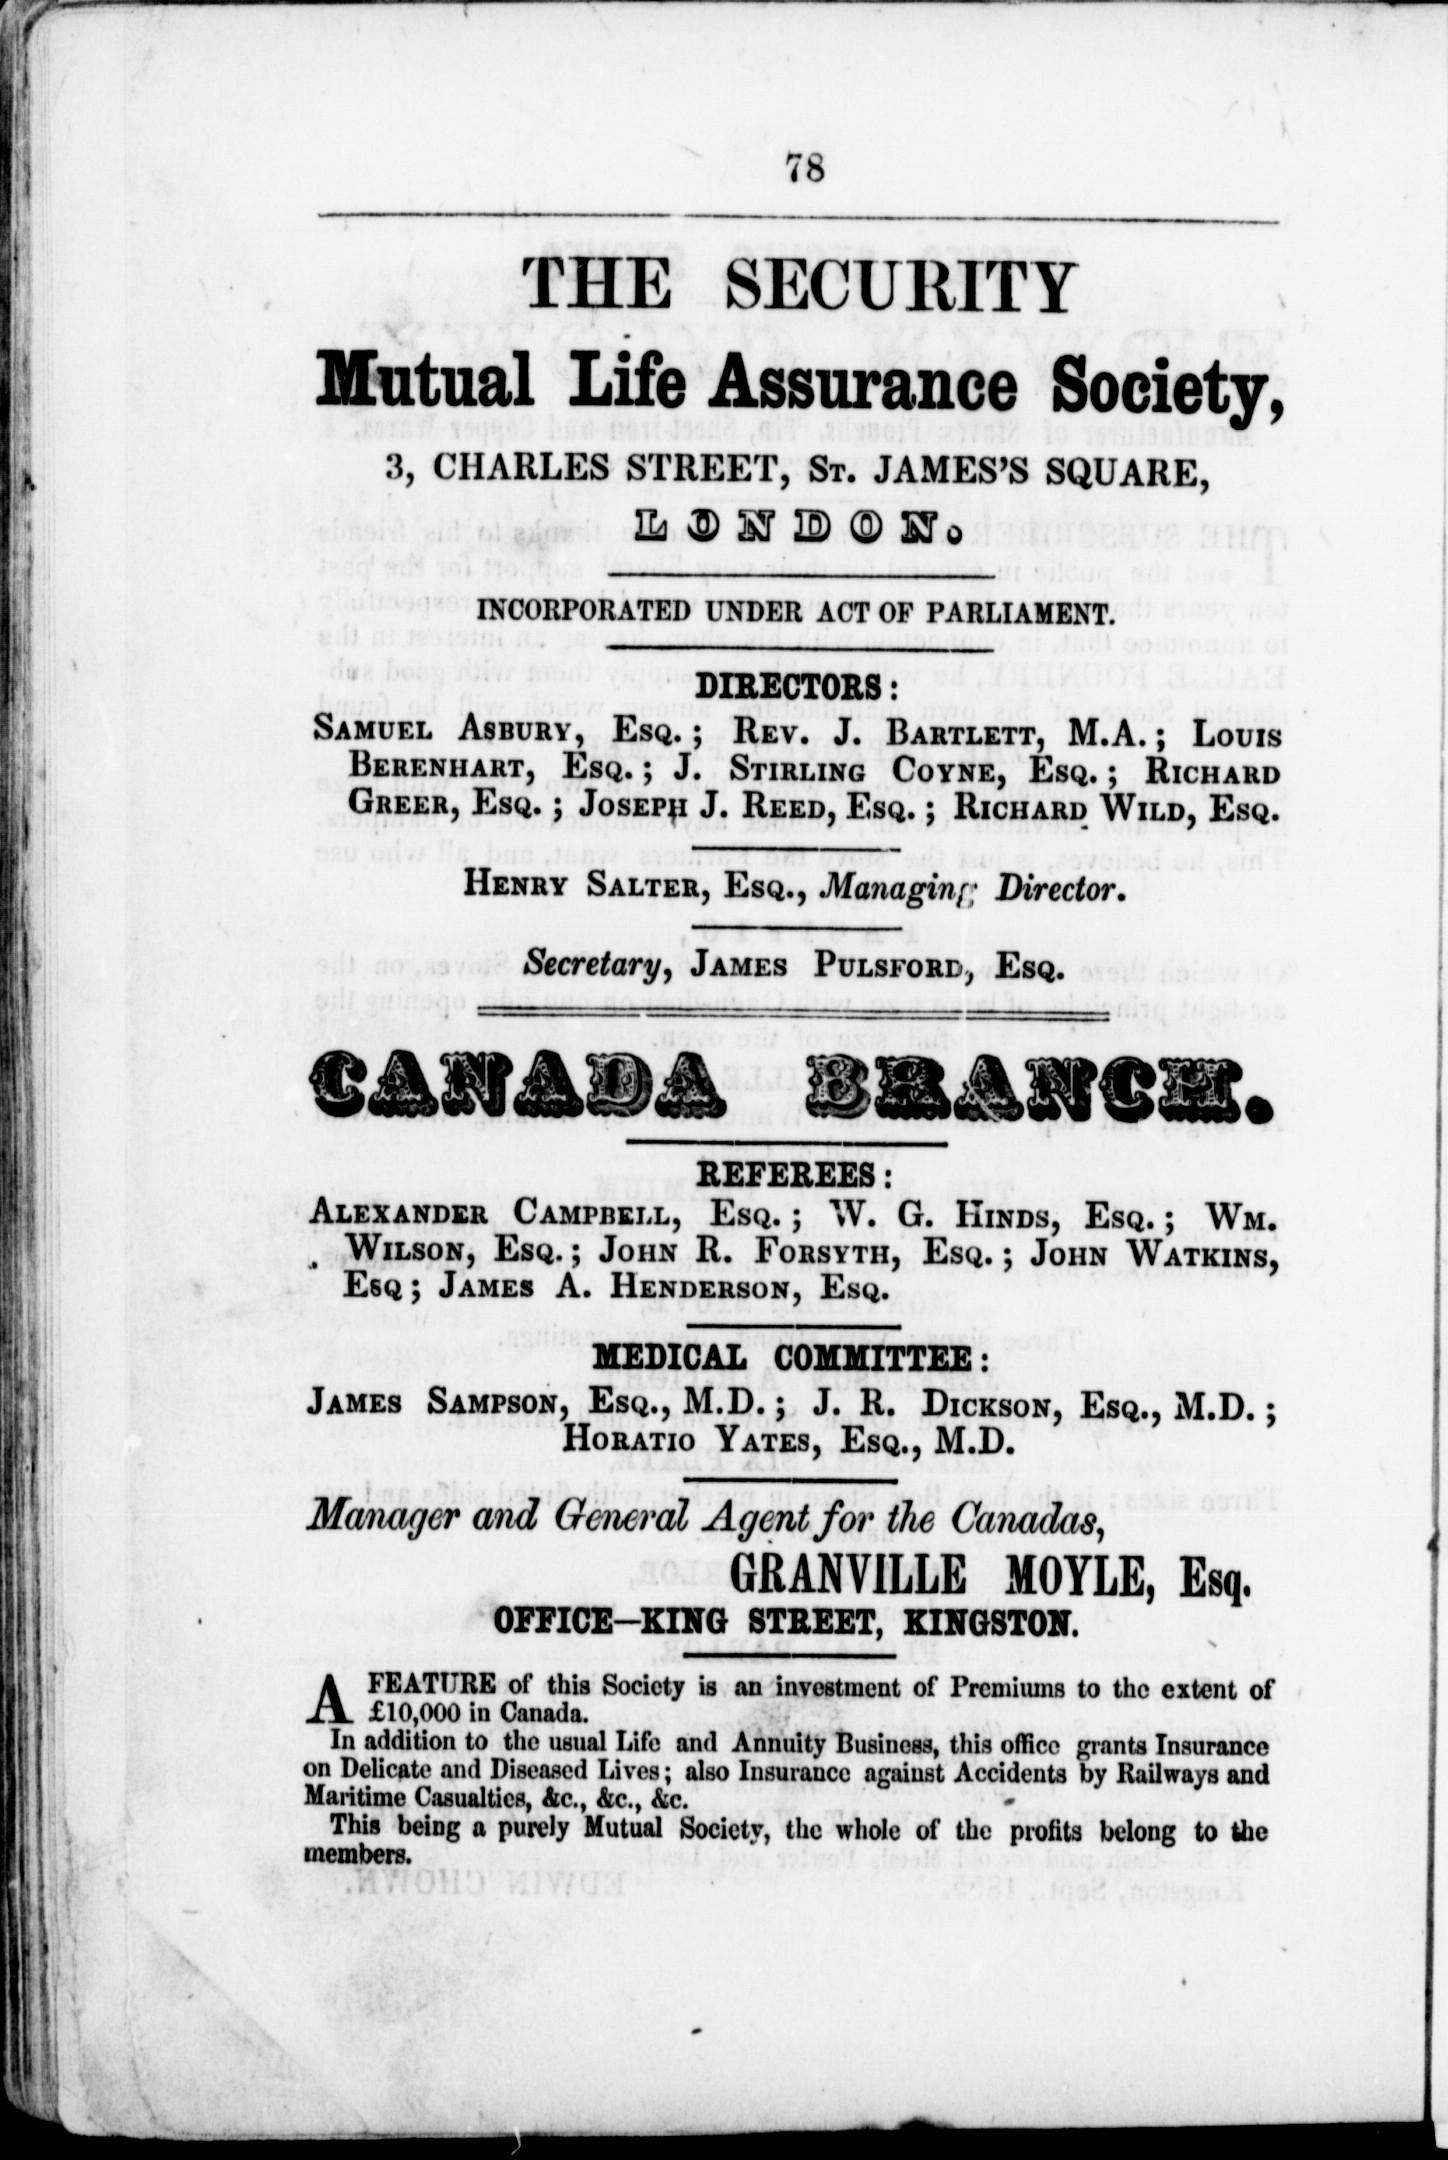 78
THE SECURITY
Mutual Life Assurance Society,
3, CHARLES STREET, ST. JAMES'S SQUARE,
LONDON.
INCORPORATED UNDER ACT OF PARLIAMENT.
DIRECTORS:
SAMUEL ASBURY, ESQ.; REV. J. BARTLETT, M.A.; LOUIS
BERENHART, ESQ.; J. STIRLING COYNE, ESQ.; RICHARD
GREER, ESQ.; JOSEPH J. REED, ESQ.; RICHARD WILD, ESQ.
HENRY SALTER, ESQ., Managing Director.
Secretary, JAMES PULSFORD, ESQ.
CANADA BRANCH.
REFEREES:
ALEXANDER CAMPBELL, ESQ.; W. G. HINDS, ESQ.; WM.
WILSON, ESQ.; JOHN R. FORSYTH, ESQ.; JOHN WATKINS,
ESQ; JAMES A. HENDERSON, ESQ.
MEDICAL COMMITTEE:
JAMES SAMPSON, ESQ., M.D.; J. R. DICKSON, ESQ., M.D.;
HORATIO YATES, ESQ., M.D.
Manager and General Agent for the Canadas,
GRANVILLE MOYLE, Esq.
OFFICE—KING STREET, KINGSTON.
A FEATURE of this Society is an investment of Premiums to the extent of
£10,000 in Canada.
In addition to the usual Life and Annuity Business, this office grants Insurance
on Delicate and Diseased Lives; also Insurance against Accidents by Railways and
Maritime Casualties, &c., &c., &c.
This being a purely Mutual Society, the whole of the profits belong to the
members.